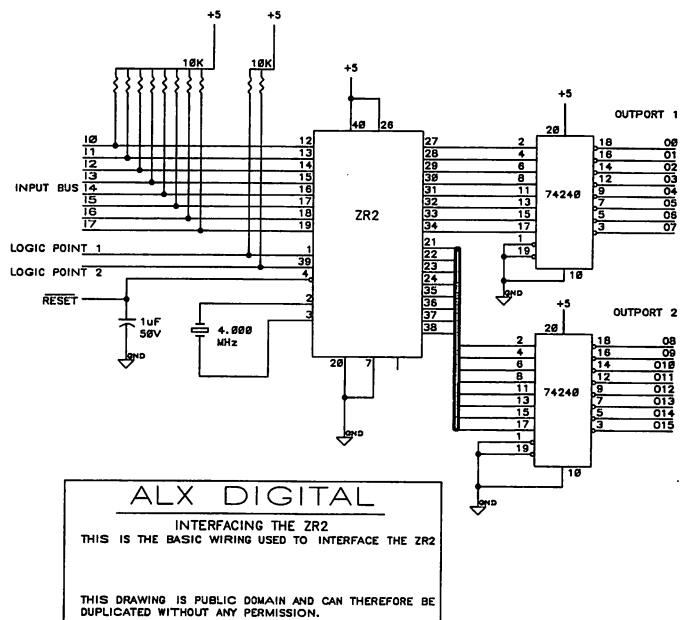 +5 +5
10K 10K
+5
+5
OUTPORT 1
40 26
20
I0 12 27 2 18 O0
I1 13 28 4 16 O1
I2 14 29 6 14 O2
I3 15 30 8 12 O3
INPUT BUS I4 16 31 11 9 O4
I5 17 32 13 7 O5
I6 18 33 15 5 O6
I7 19 34 17 3 O7
ZR2
74240
LOGIC POINT 1 1
LOGIC POINT 2 39
RESET 4
21
22
23
24
35
36
37
38
1
19
10
GND
2
3
1uF
50V
GND
4.000
MHz
20 7
GND
+5
OUTPORT 2
20
2 18 O8
4 16 O9
6 14 O10
8 12 O11
11 9 O12
13 7 O13
15 5 O14
17 3 O15
74240
1
19
10
GND
ALX DIGITAL
INTERFACING THE ZR2
THIS IS THE BASIC WIRING USED TO INTERFACE THE ZR2
THIS DRAWING IS PUBLIC DOMAIN AND CAN THEREFORE BE
DUPLICATED WITHOUT ANY PERMISSION.